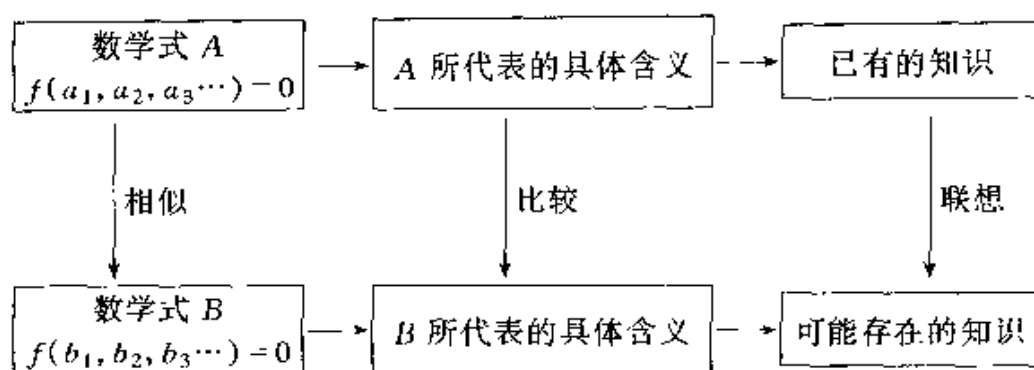 数学式 A
f(a₁, a₂, a₃…) = 0
A 所代表的具体含义
已有的知识
相似
比较
联想
数学式 B
f(b₁, b₂, b₃…) = 0
B 所代表的具体含义
可能存在的知识